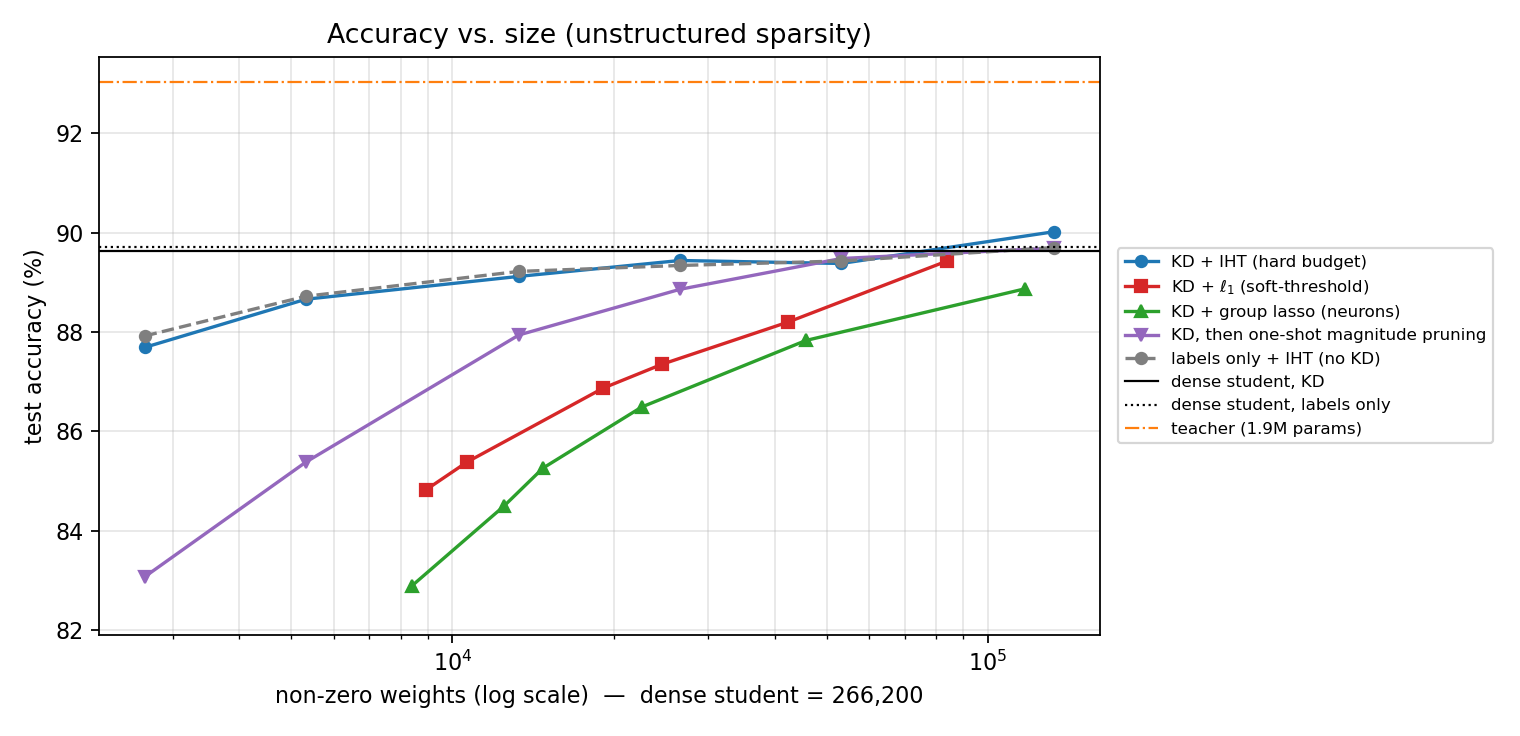 Accuracy vs. size (unstructured sparsity)
test accuracy (%)
92
90
88
86
84
82
10⁴
10⁵
non-zero weights (log scale) — dense student = 266,200
KD + IHT (hard budget)
KD + ℓ₁ (soft-threshold)
KD + group lasso (neurons)
KD, then one-shot magnitude pruning
labels only + IHT (no KD)
dense student, KD
dense student, labels only
teacher (1.9M params)